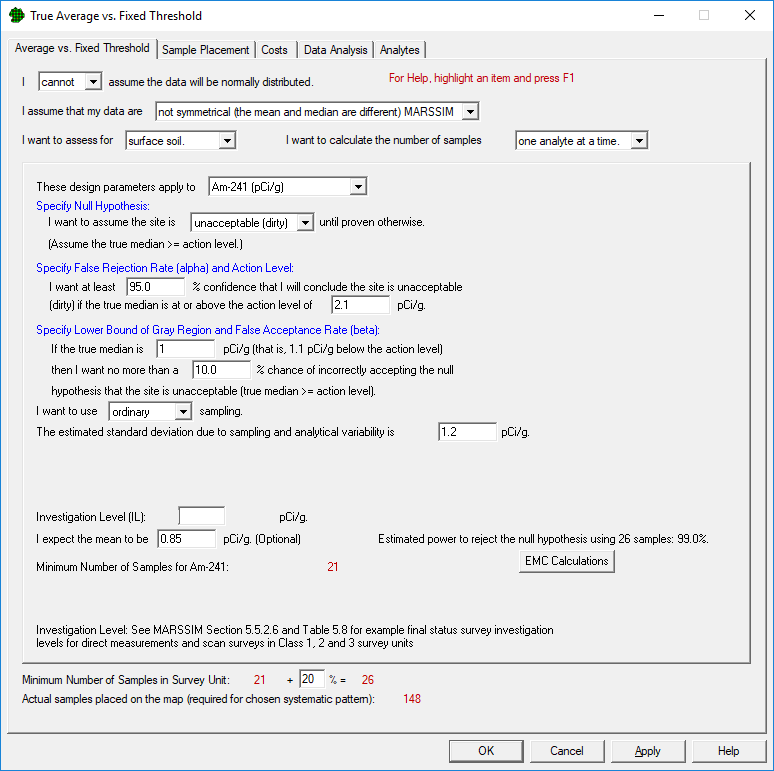 True Average vs. Fixed Threshold
Average vs. Fixed Threshold Sample Placement Costs Data Analysis Analytes
I cannot assume the data will be normally distributed. For Help, highlight an item and press F1
I assume that my data are not symmetrical (the mean and median are different) MARSSIM
I want to assess for surface soil. I want to calculate the number of samples one analyte at a time.
These design parameters apply to Am-241 (pCi/g)
Specify Null Hypothesis:
I want to assume the site is unacceptable (dirty) until proven otherwise.
(Assume the true median >= action level.)
Specify False Rejection Rate (alpha) and Action Level:
I want at least 95.0 % confidence that I will conclude the site is unacceptable
(dirty) if the true median is at or above the action level of 2.1 pCi/g.
Specify Lower Bound of Gray Region and False Acceptance Rate (beta):
If the true median is 1 pCi/g (that is, 1.1 pCi/g below the action level)
then I want no more than a 10.0 % chance of incorrectly accepting the null
hypothesis that the site is unacceptable (true median >= action level).
I want to use ordinary sampling.
The estimated standard deviation due to sampling and analytical variability is 1.2 pCi/g.
Investigation Level (IL): pCi/g.
I expect the mean to be 0.85 pCi/g. (Optional) Estimated power to reject the null hypothesis using 26 samples: 99.0%.
EMC Calculations
Minimum Number of Samples for Am-241: 21
Investigation Level: See MARSSIM Section 5.5.2.6 and Table 5.8 for example final status survey investigation
levels for direct measurements and scan surveys in Class 1, 2 and 3 survey units
Minimum Number of Samples in Survey Unit: 21 + 20 % = 26
Actual samples placed on the map (required for chosen systematic pattern): 148
OK Cancel Apply Help